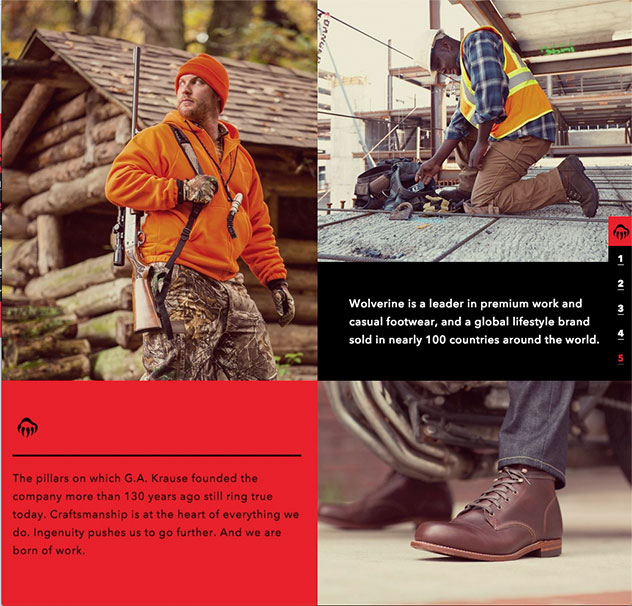 Wolverine is a leader in premium work and
casual footwear, and a global lifestyle brand
sold in nearly 100 countries around the world.
1
2
3
4
5
The pillars on which G.A. Krause founded the
company more than 130 years ago still ring true
today. Craftsmanship is at the heart of everything we
do. Ingenuity pushes us to go further. And we are
born of work.